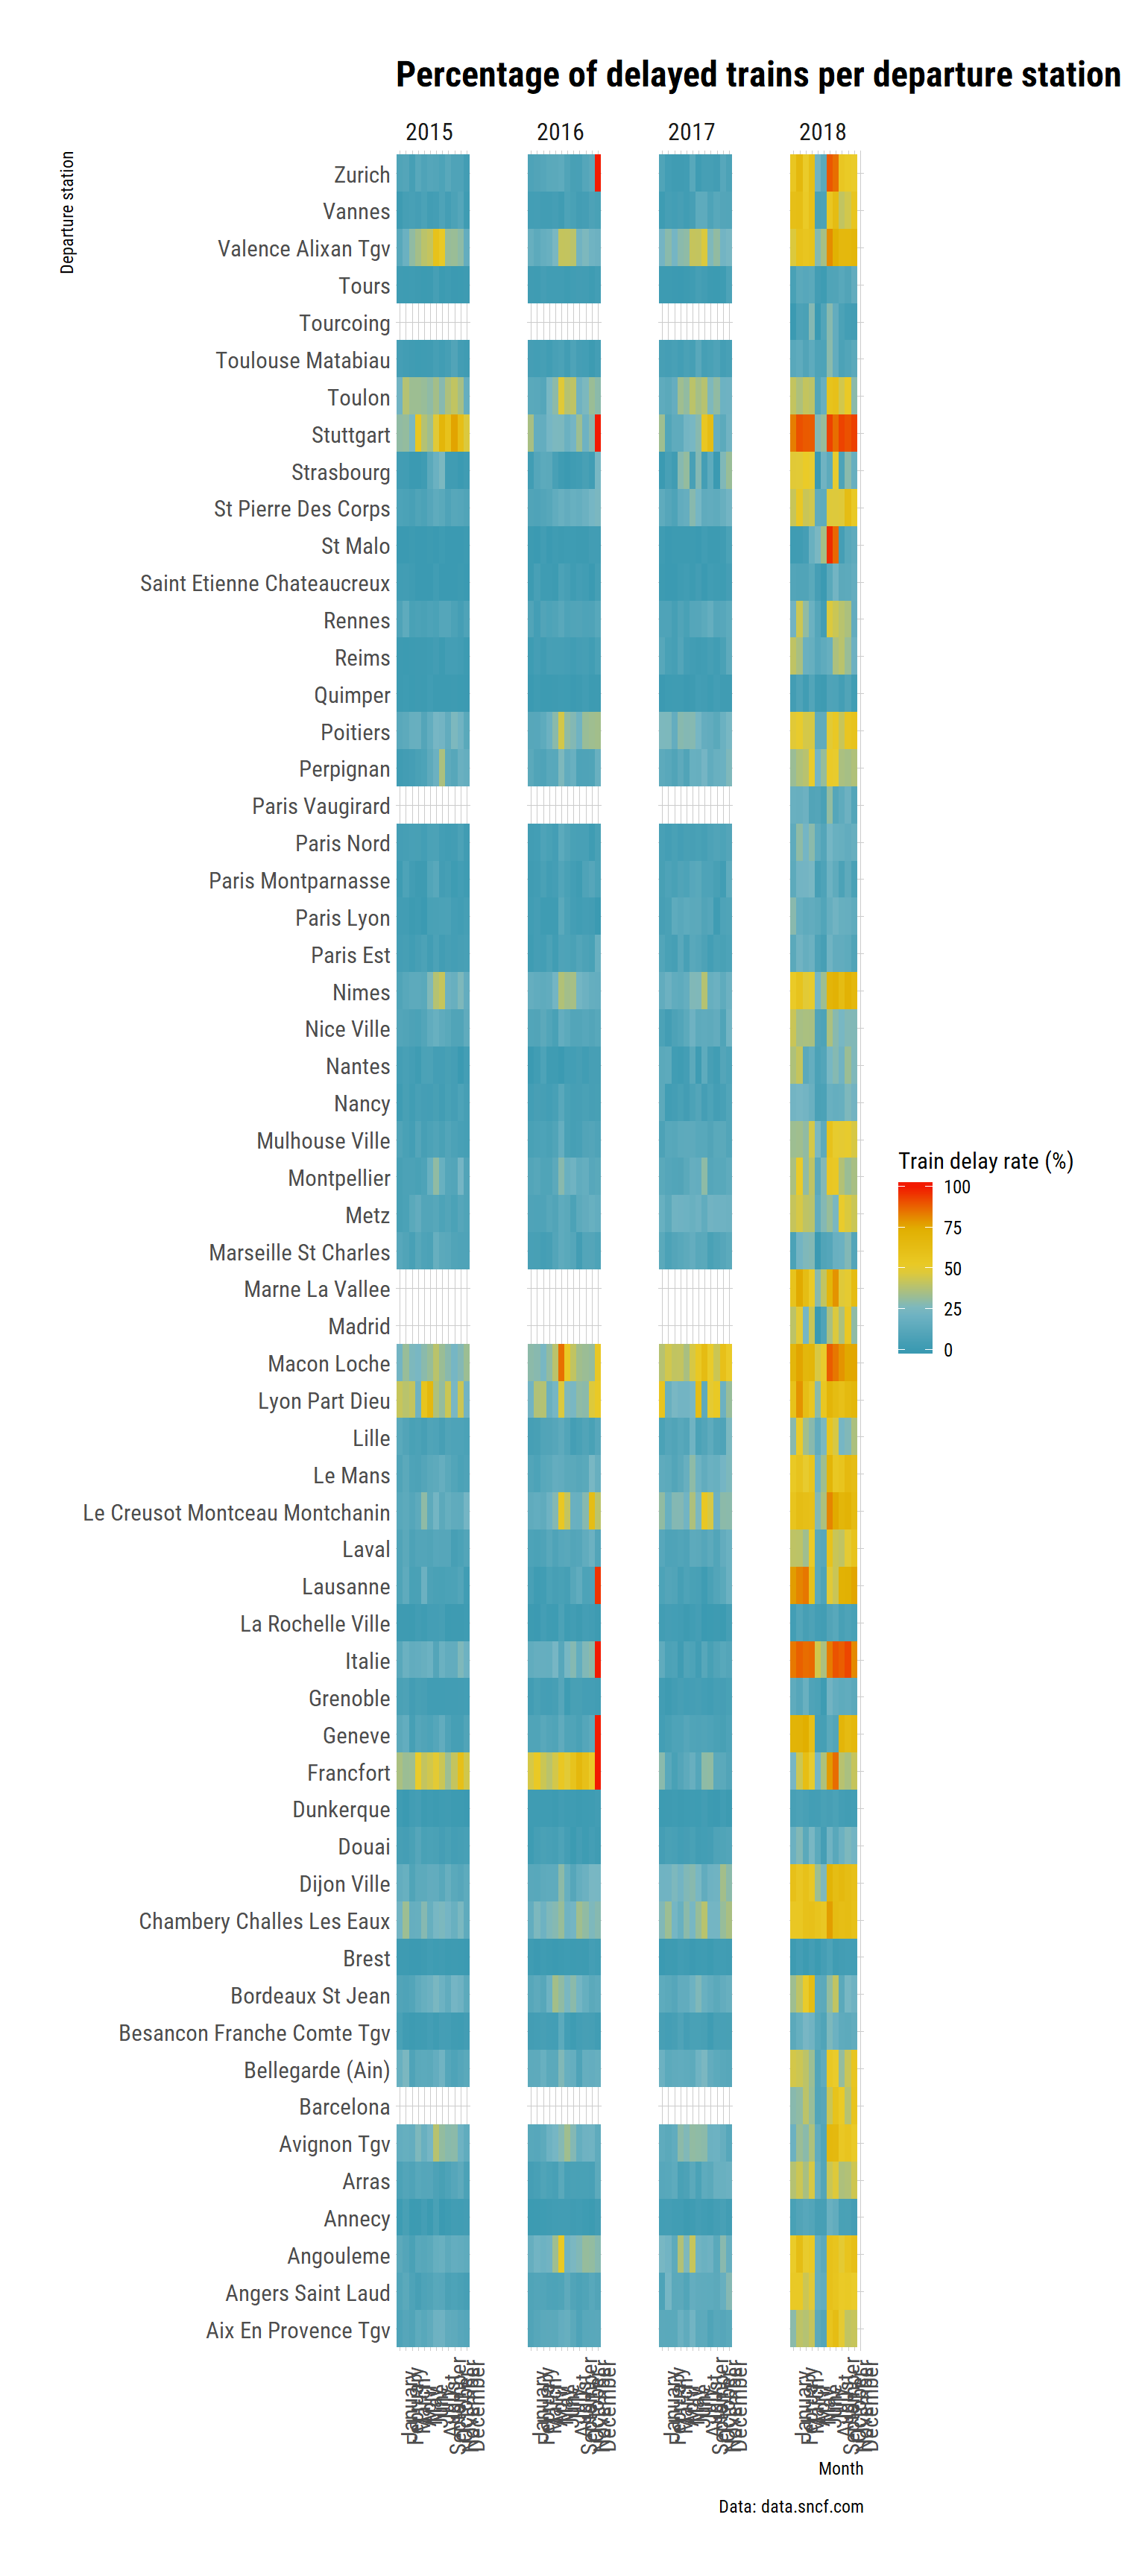 Percentage of delayed trains per departure station
2015 2016 2017 2018
Departure station
Zurich
Vannes
Valence Alixan Tgv
Tours
Tourcoing
Toulouse Matabiau
Toulon
Stuttgart
Strasbourg
St Pierre Des Corps
St Malo
Saint Etienne Chateaucreux
Rennes
Reims
Quimper
Poitiers
Perpignan
Paris Vaugirard
Paris Nord
Paris Montparnasse
Paris Lyon
Paris Est
Nimes
Nice Ville
Nantes
Nancy
Mulhouse Ville
Montpellier
Metz
Marseille St Charles
Marne La Vallee
Madrid
Macon Loche
Lyon Part Dieu
Lille
Le Mans
Le Creusot Montceau Montchanin
Laval
Lausanne
La Rochelle Ville
Italie
Grenoble
Geneve
Francfort
Dunkerque
Douai
Dijon Ville
Chambery Challes Les Eaux
Brest
Bordeaux St Jean
Besancon Franche Comte Tgv
Bellegarde (Ain)
Barcelona
Avignon Tgv
Arras
Annecy
Angouleme
Angers Saint Laud
Aix En Provence Tgv
Train delay rate (%)
100
75
50
25
0
January
December
January
December
January
December
January
December
Month
Data: data.sncf.com